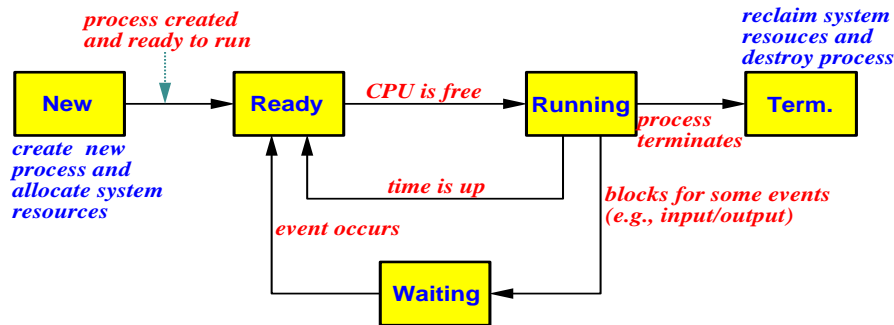 process created
and ready to run
reclaim system
resouces and
destroy process
New
Ready
CPU is free
Running
Term.
process
terminates
create new
process and
allocate system
resources
time is up
blocks for some events
(e.g., input/output)
event occurs
Waiting